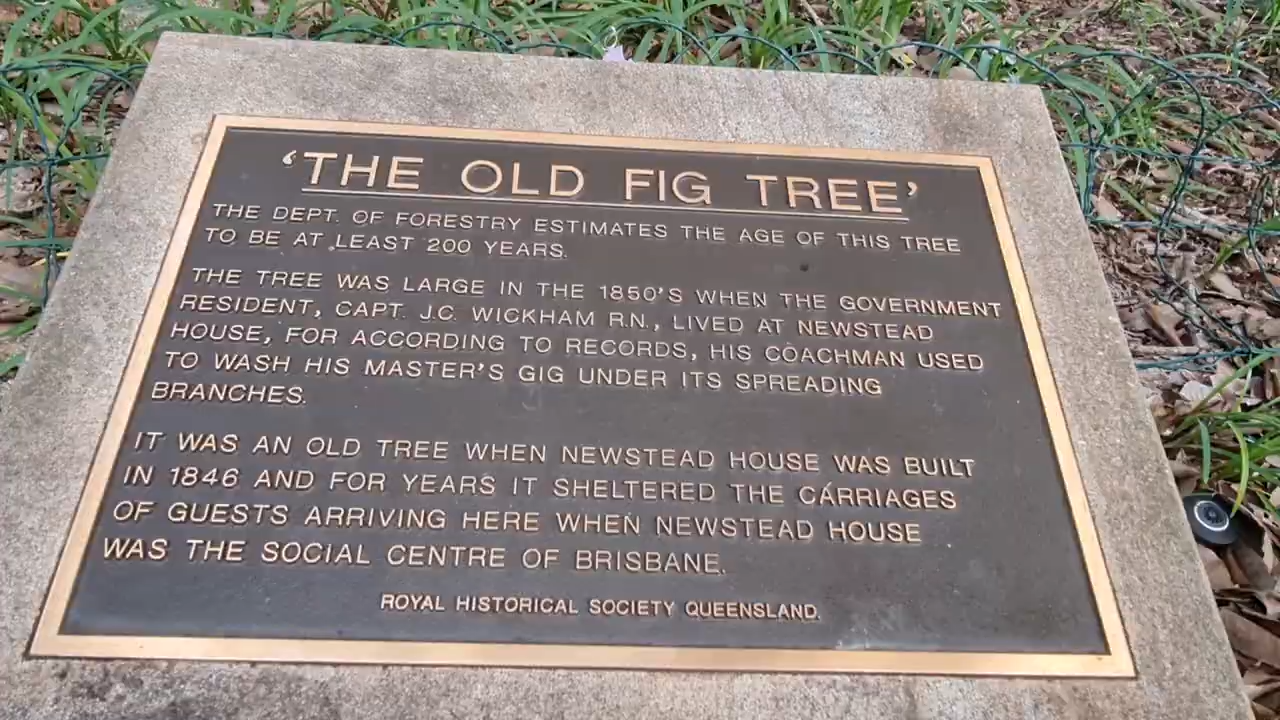 ‘THE OLD FIG TREE’
THE DEPT. OF FORESTRY ESTIMATES THE AGE OF THIS TREE
TO BE AT LEAST 200 YEARS.
THE TREE WAS LARGE IN THE 1850'S WHEN THE GOVERNMENT
RESIDENT, CAPT. J.C. WICKHAM R.N., LIVED AT NEWSTEAD
HOUSE, FOR ACCORDING TO RECORDS, HIS COACHMAN USED
TO WASH HIS MASTER'S GIG UNDER ITS SPREADING
BRANCHES.
IT WAS AN OLD TREE WHEN NEWSTEAD HOUSE WAS BUILT
IN 1846 AND FOR YEARS IT SHELTERED THE CARRIAGES
OF GUESTS ARRIVING HERE WHEN NEWSTEAD HOUSE
WAS THE SOCIAL CENTRE OF BRISBANE.
ROYAL HISTORICAL SOCIETY QUEENSLAND.